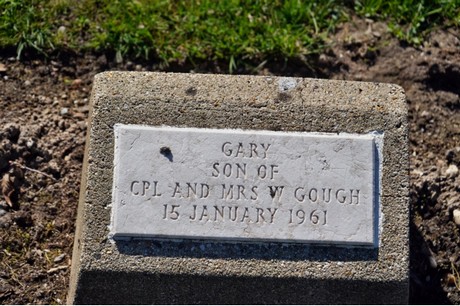 GARY
SON OF
CPL AND MRS W GOUGH
15 JANUARY 1961